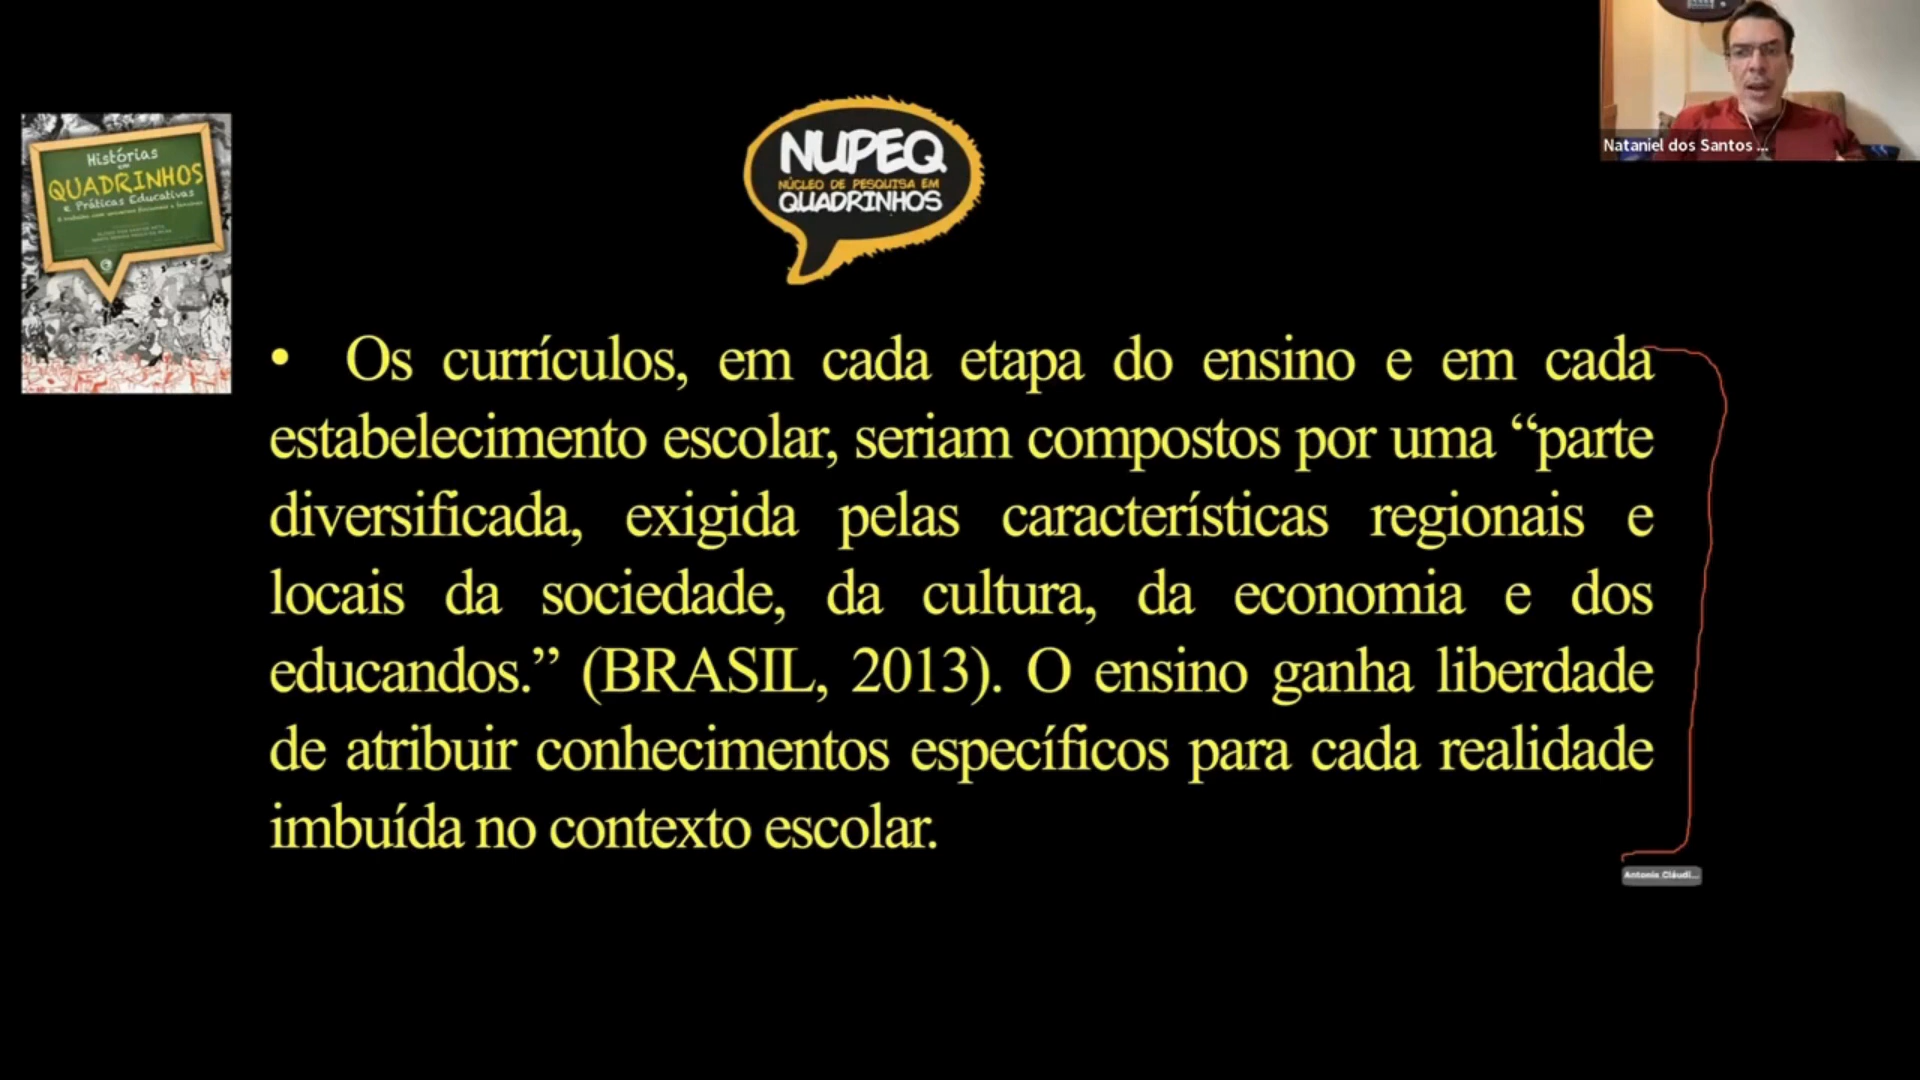 Nataniel dos Santos ...
Histórias
em
QUADRINHOS
e Práticas Educativas
NUPEQ
NÚCLEO DE PESQUISA EM
QUADRINHOS
• Os currículos, em cada etapa do ensino e em cada
estabelecimento escolar, seriam compostos por uma “parte
diversificada, exigida pelas características regionais e
locais da sociedade, da cultura, da economia e dos
educandos.” (BRASIL, 2013). O ensino ganha liberdade
de atribuir conhecimentos específicos para cada realidade
imbuída no contexto escolar.
Antonio Cláudi...